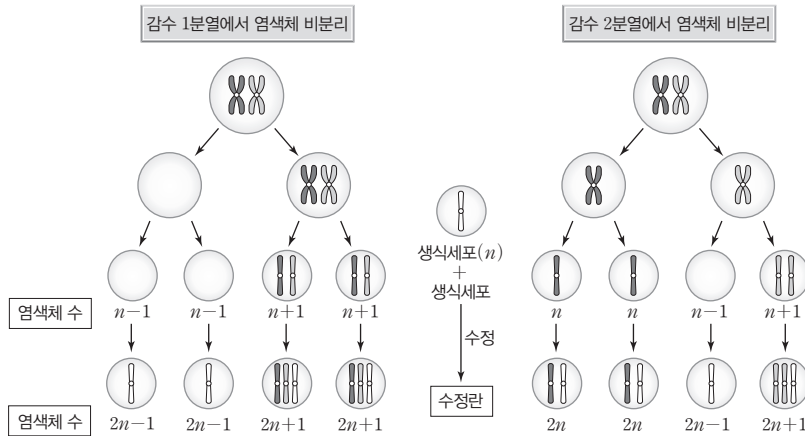 감수 1분열에서 염색체 비분리
감수 2분열에서 염색체 비분리
생식세포(n)
+
생식세포
염색체 수
n−1
n−1
n+1
n+1
n
n
n−1
n+1
수정
수정란
염색체 수
2n−1
2n−1
2n+1
2n+1
2n
2n
2n−1
2n+1